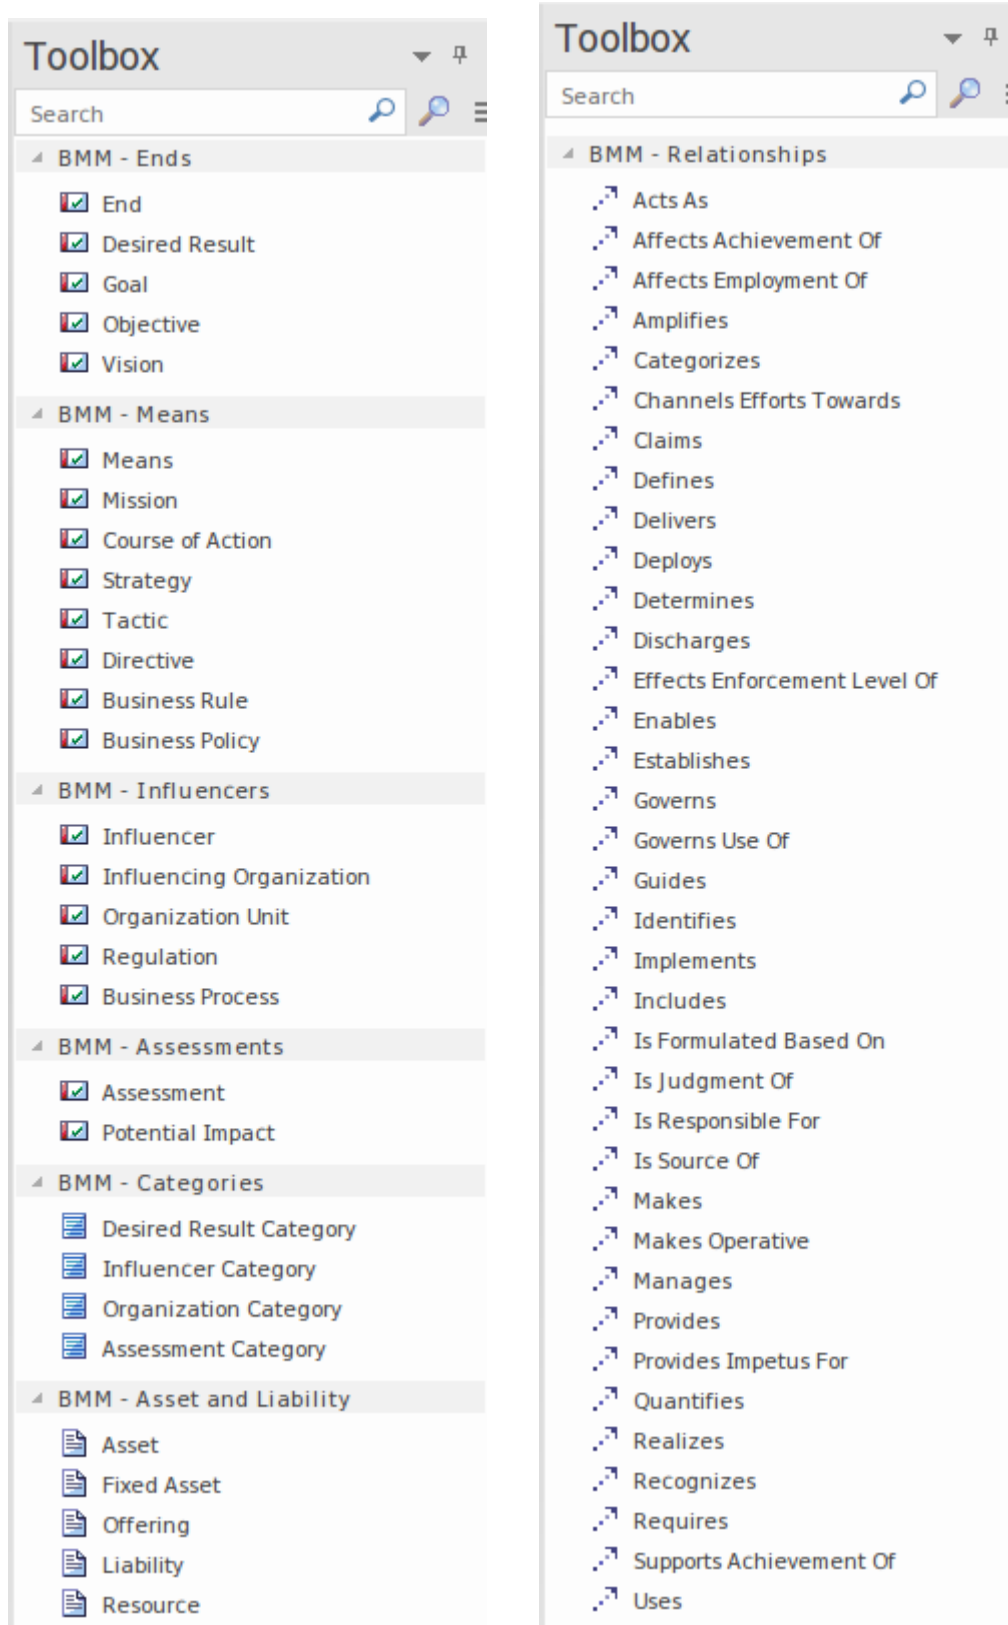 Toolbox
Search
BMM - Ends
End
Desired Result
Goal
Objective
Vision
BMM - Means
Means
Mission
Course of Action
Strategy
Tactic
Directive
Business Rule
Business Policy
BMM - Influencers
Influencer
Influencing Organization
Organization Unit
Regulation
Business Process
BMM - Assessments
Assessment
Potential Impact
BMM - Categories
Desired Result Category
Influencer Category
Organization Category
Assessment Category
BMM - Asset and Liability
Asset
Fixed Asset
Offering
Liability
Resource
Toolbox
Search
BMM - Relationships
Acts As
Affects Achievement Of
Affects Employment Of
Amplifies
Categorizes
Channels Efforts Towards
Claims
Defines
Delivers
Deploys
Determines
Discharges
Effects Enforcement Level Of
Enables
Establishes
Governs
Governs Use Of
Guides
Identifies
Implements
Includes
Is Formulated Based On
Is Judgment Of
Is Responsible For
Is Source Of
Makes
Makes Operative
Manages
Provides
Provides Impetus For
Quantifies
Realizes
Recognizes
Requires
Supports Achievement Of
Uses